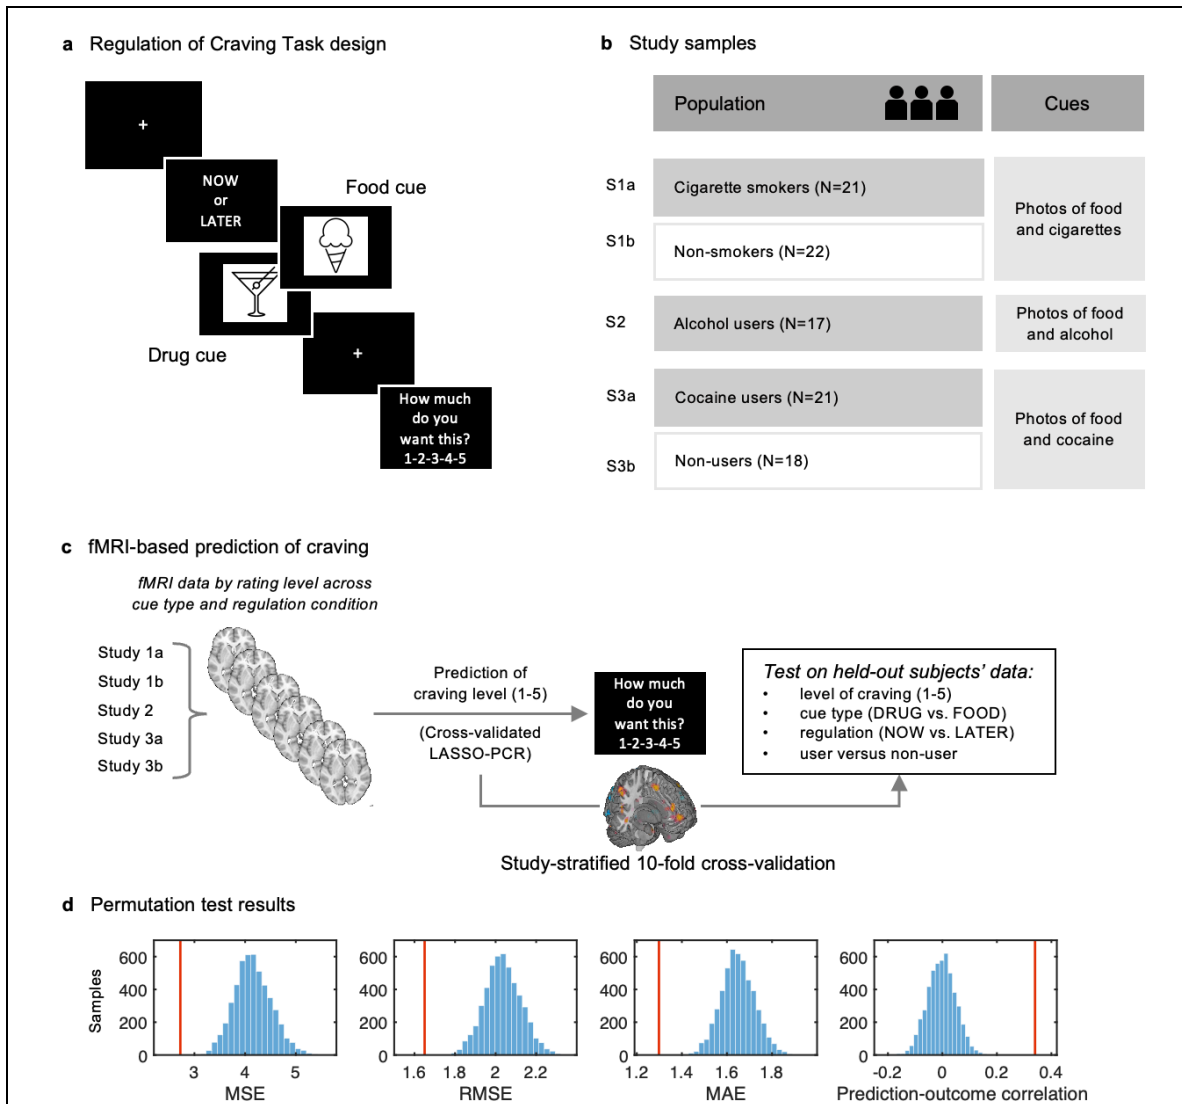 a Regulation of Craving Task design
+
NOW
or
LATER
Food cue
Drug cue
+
How much
do you
want this?
1-2-3-4-5
b Study samples
Population
Cues
S1a
Cigarette smokers (N=21)
S1b
Non-smokers (N=22)
Photos of food
and cigarettes
S2
Alcohol users (N=17)
Photos of food
and alcohol
S3a
Cocaine users (N=21)
S3b
Non-users (N=18)
Photos of food
and cocaine
c fMRI-based prediction of craving
fMRI data by rating level across
cue type and regulation condition
Study 1a
Study 1b
Study 2
Study 3a
Study 3b
Prediction of
craving level (1-5)
(Cross-validated
LASSO-PCR)
How much
do you
want this?
1-2-3-4-5
Test on held-out subjects' data:
• level of craving (1-5)
• cue type (DRUG vs. FOOD)
• regulation (NOW vs. LATER)
• user versus non-user
Study-stratified 10-fold cross-validation
d Permutation test results
Samples
600
400
200
0
3 4 5
MSE
600
400
200
0
1.6 1.8 2 2.2
RMSE
600
400
200
0
1.2 1.4 1.6 1.8
MAE
600
400
200
0
-0.2 0 0.2 0.4
Prediction-outcome correlation